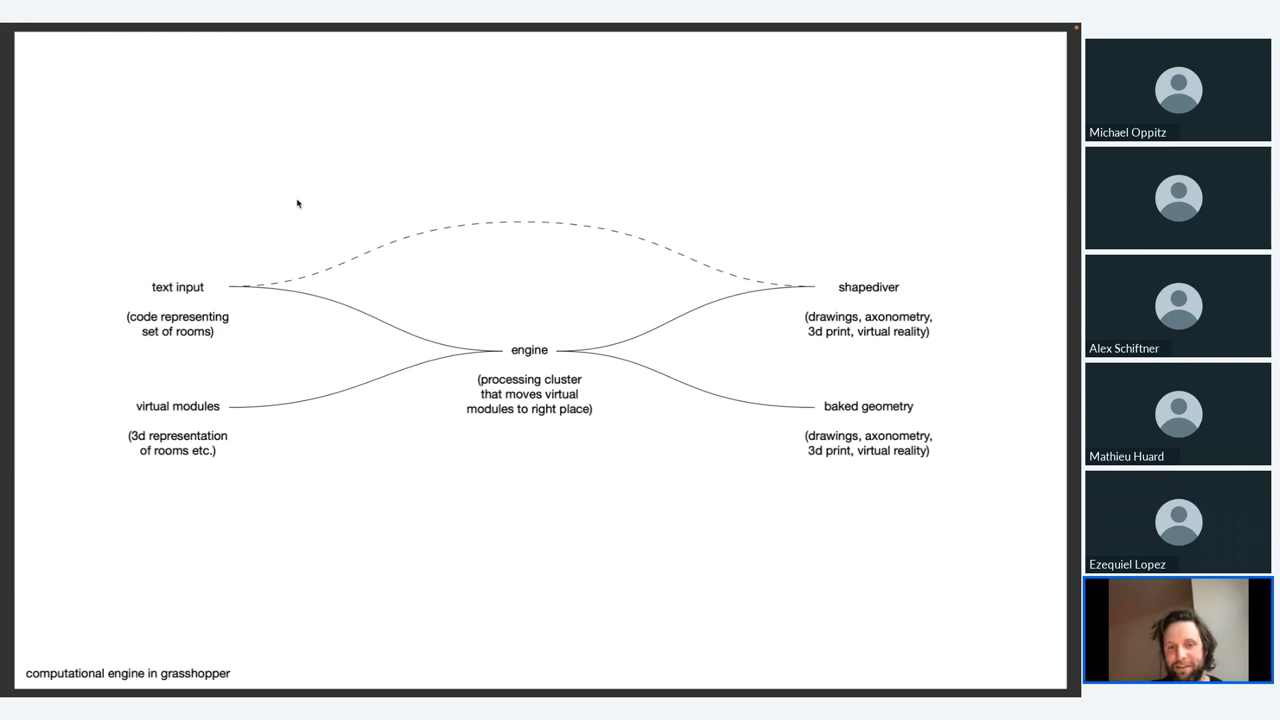 text input
(code representing
set of rooms)
virtual modules
(3d representation
of rooms etc.)
engine
(processing cluster
that moves virtual
modules to right place)
shapediver
(drawings, axonometry,
3d print, virtual reality)
baked geometry
(drawings, axonometry,
3d print, virtual reality)
computational engine in grasshopper
Michael Oppitz
Alex Schiftner
Mathieu Huard
Ezequiel Lopez